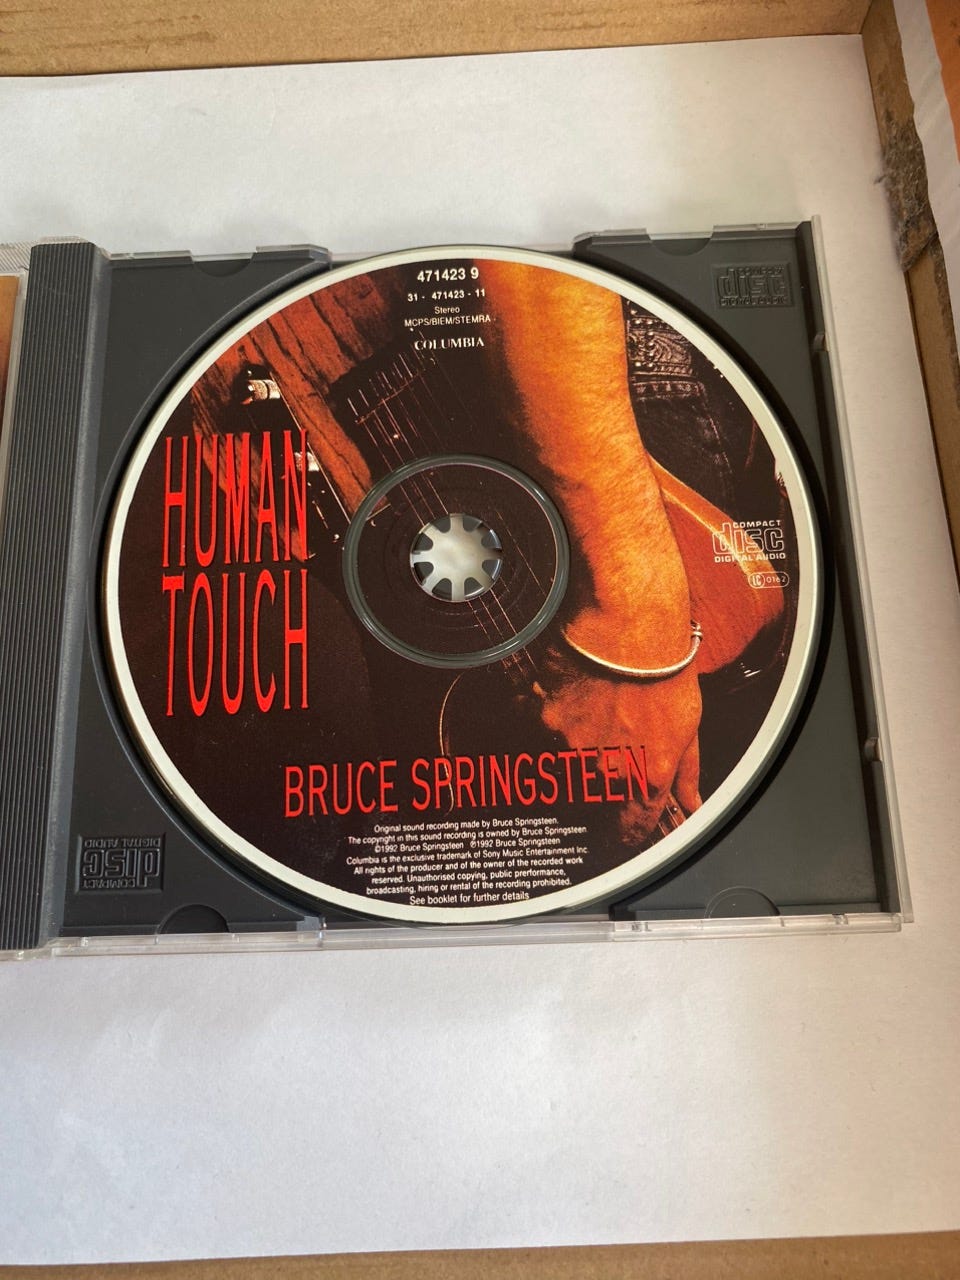 471423 9
31 - 471423 - 11
Stereo
MCPS/BIEM/STEMRA
COLUMBIA
COMPACT
disc
DIGITAL AUDIO
HUMAN
TOUCH
COMPACT
disc
DIGITAL AUDIO
LC 0162
BRUCE SPRINGSTEEN
Original sound recording made by Bruce Springsteen.
The copyright in this sound recording is owned by Bruce Springsteen
©1992 Bruce Springsteen ℗1992 Bruce Springsteen
Columbia is the exclusive trademark of Sony Music Entertainment Inc.
All rights of the producer and of the owner of the recorded work
reserved. Unauthorised copying, public prerformance,
broadcasting, hiring or rental of the recording prohibited.
See booklet for further details
COMPACT
disc
DIGITAL AUDIO